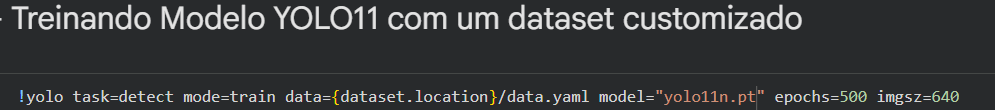 - Treinando Modelo YOLO11 com um dataset customizado
!yolo task=detect mode=train data={dataset.location}/data.yaml model="yolo11n.pt" epochs=500 imgsz=640